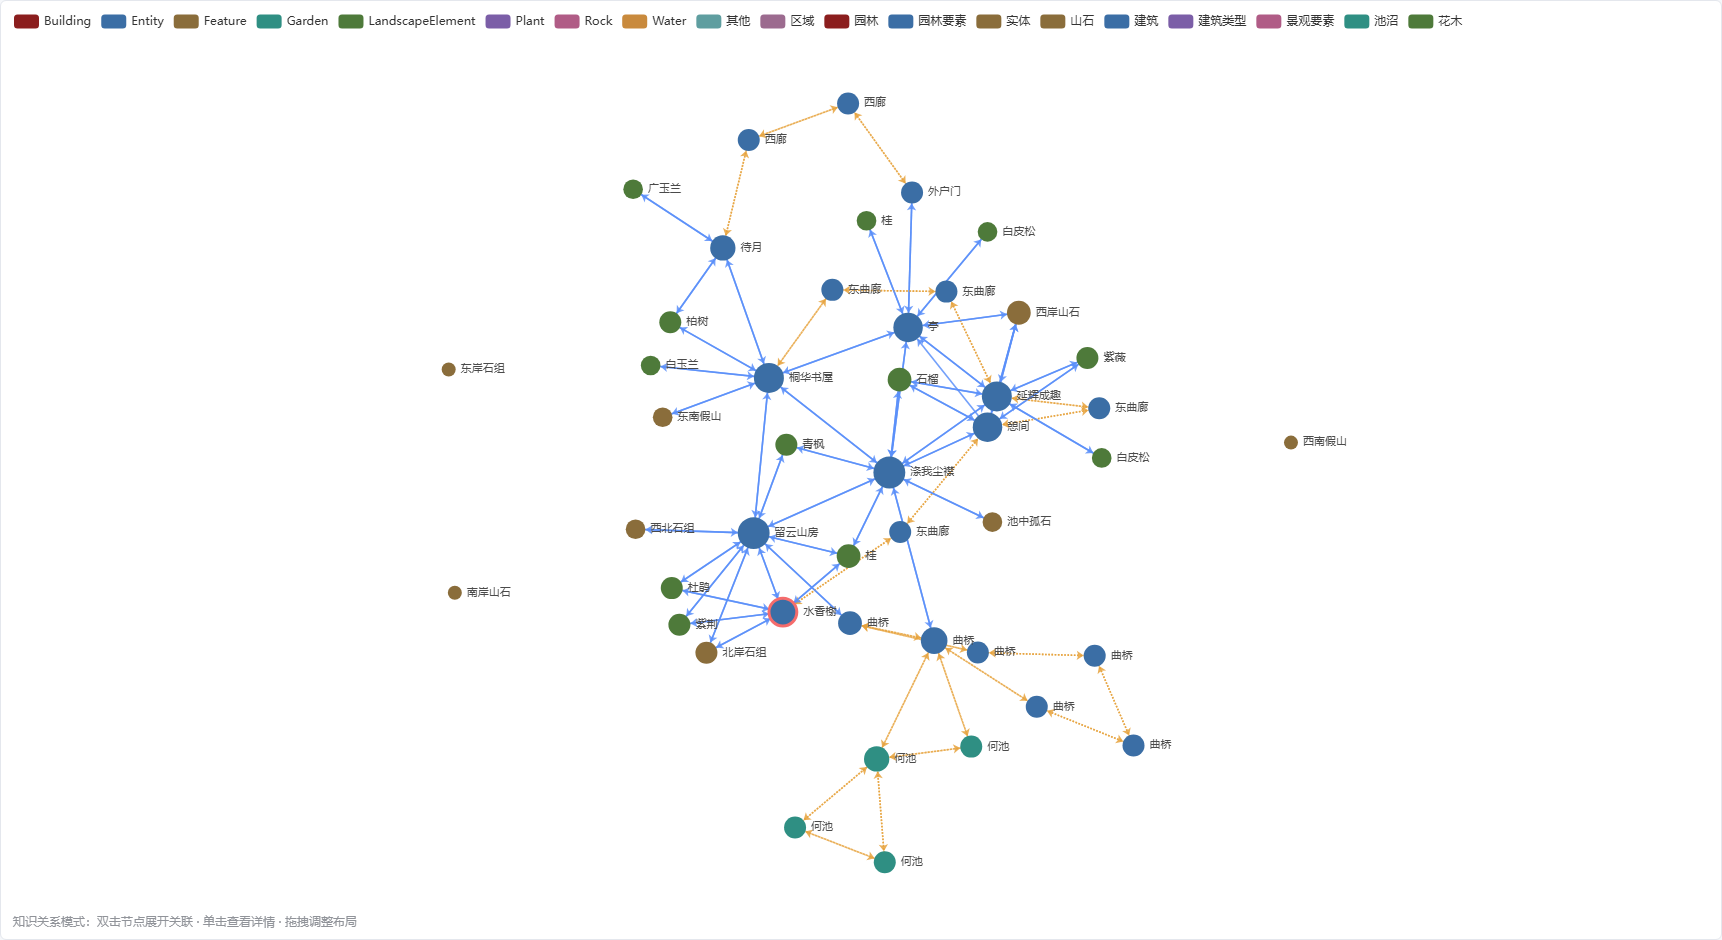 Building Entity Feature Garden LandscapeElement Plant Rock Water 其他 区域 园林 园林要素 实体 山石 建筑 建筑类型 景观要素 池沼 花木
西廊
西廊
广玉兰
外户门
桂
白皮松
待月
东曲廊
东曲廊
西岸山石
柏树
亭
紫薇
白玉兰
东岸石组
桐华书屋
石榴
延辉成趣
东曲廊
东南假山
憩间
西南假山
青枫
白皮松
涤我尘襟
池中孤石
西北石组
留云山房
东曲廊
桂
杜鹃
南岸山石
水香榭
紫荆
曲桥
曲桥
北岸石组
曲桥
曲桥
曲桥
曲桥
何池
何池
何池
何池
知识关系模式：双击节点展开关联 · 单击查看详情 · 拖拽调整布局